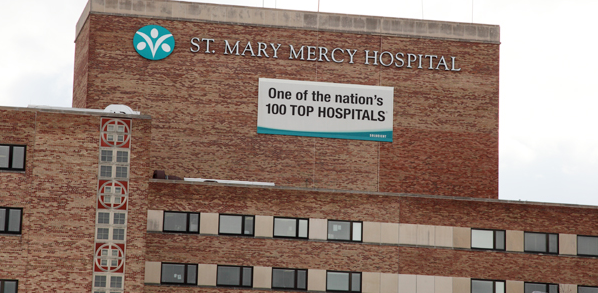 ST. MARY MERCY HOSPITAL
One of the nation's
100 TOP HOSPITALS